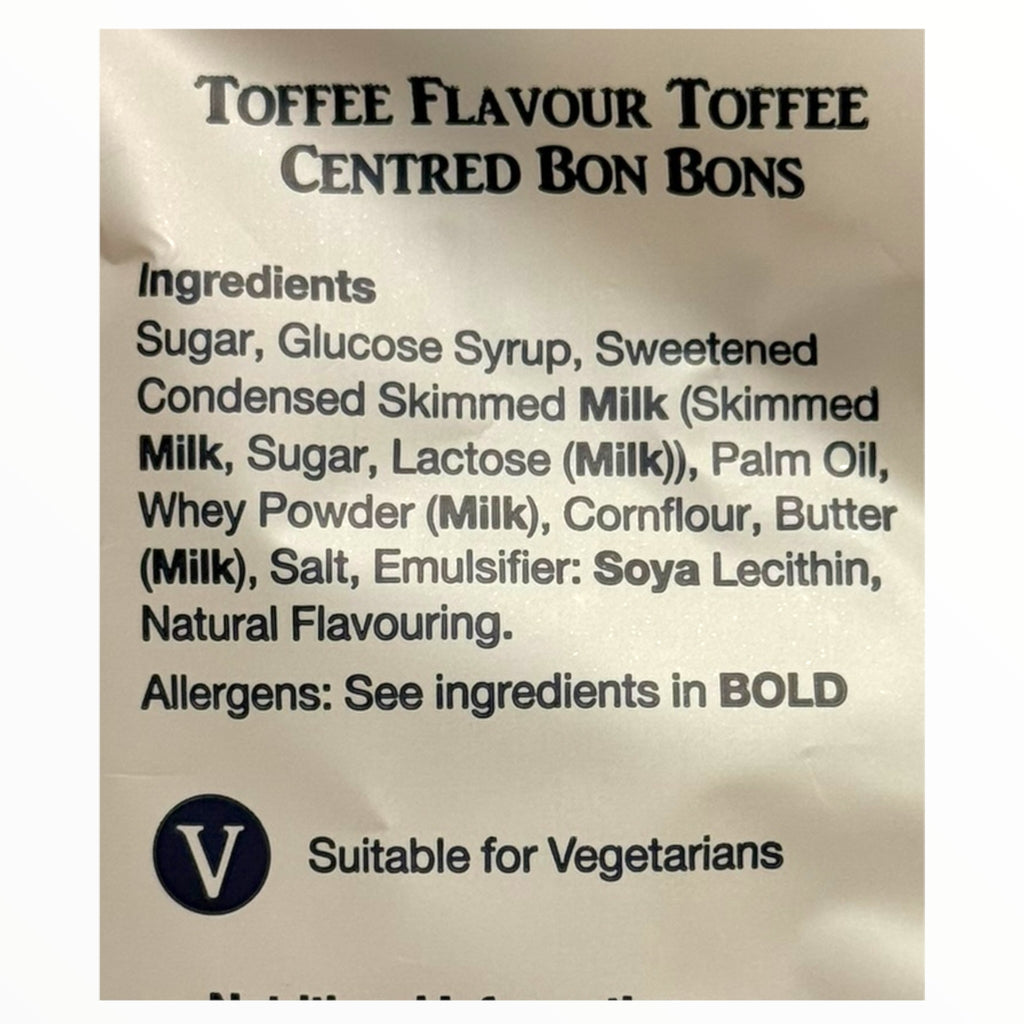 TOFFEE FLAVOUR TOFFEE
CENTRED BON BONS
Ingredients
Sugar, Glucose Syrup, Sweetened
Condensed Skimmed Milk (Skimmed
Milk, Sugar, Lactose (Milk)), Palm Oil,
Whey Powder (Milk), Cornflour, Butter
(Milk), Salt, Emulsifier: Soya Lecithin,
Natural Flavouring.
Allergens: See ingredients in BOLD
V
Suitable for Vegetarians